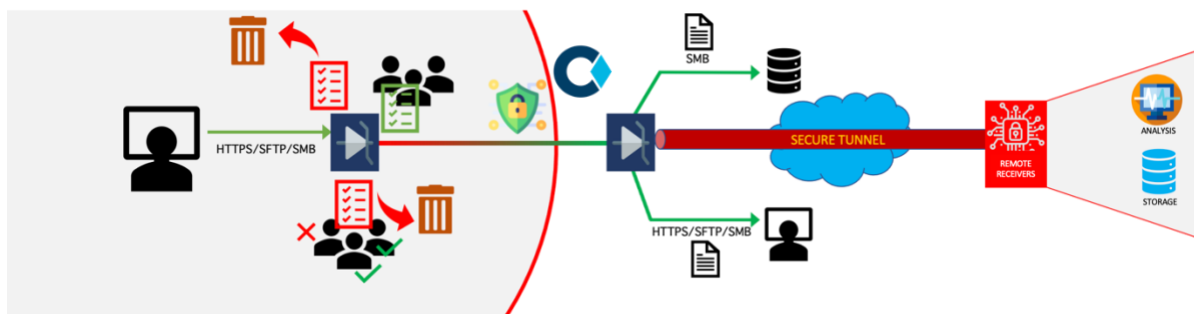 HTTPS/SFTP/SMB
SMB
SECURE TUNNEL
HTTPS/SFTP/SMB
REMOTE
RECEIVERS
ANALYSIS
STORAGE